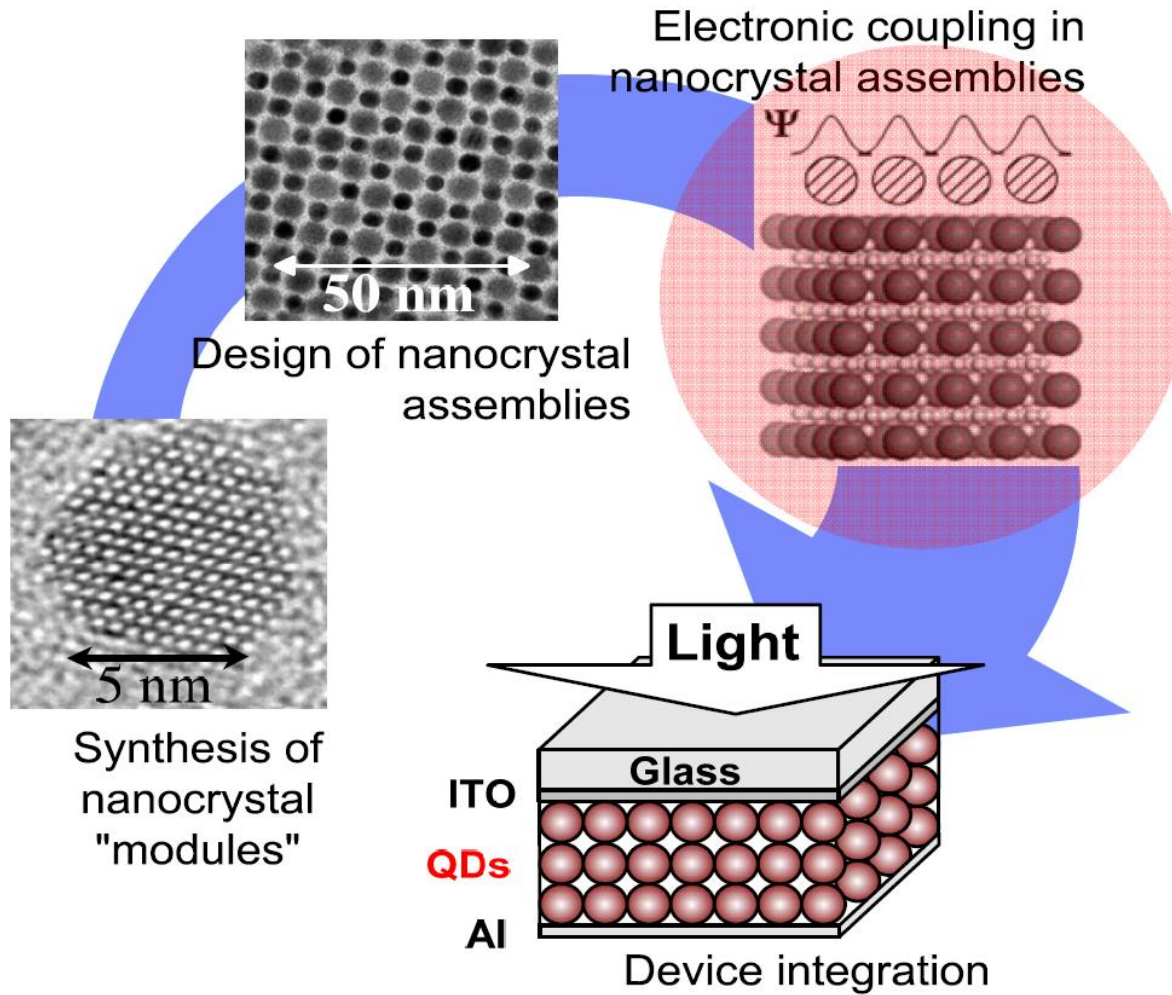 Electronic coupling in
nanocrystal assemblies
Ψ
50 nm
Design of nanocrystal
assemblies
5 nm
Synthesis of
nanocrystal
"modules"
Light
Glass
ITO
QDs
Al
Device integration